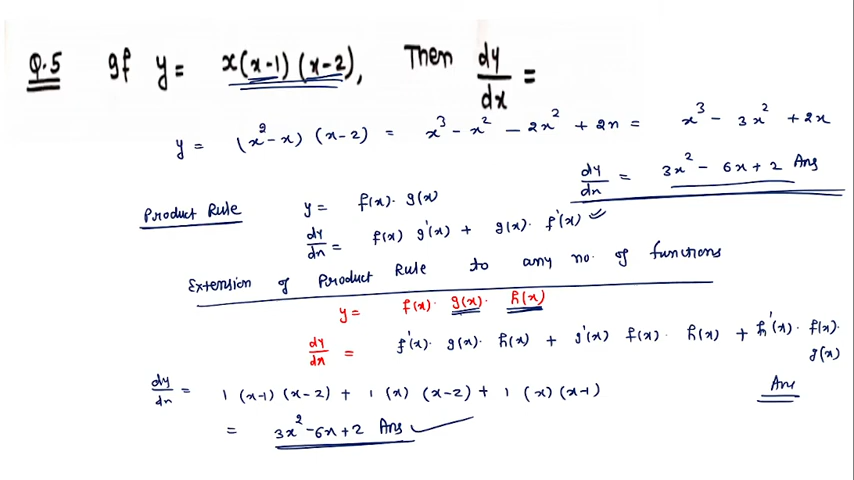 Q.5 If y = x(x-1)(x-2), Then dy/dx =
y = (x²-x)(x-2) = x³ - x² - 2x² + 2x = x³ - 3x² + 2x
dy/dx = 3x² - 6x + 2 Ans
Product Rule y = f(x)· g(x)
dy/dx = f(x) g'(x) + g(x)· f'(x)
Extension of Product Rule to any no. of functions
y = f(x)· g(x)· h(x)
dy/dx = f'(x)· g(x)· h(x) + g'(x) f(x)· h(x) + h'(x)· f(x)· g(x)
dy/dx = 1 (x-1)(x-2) + 1 (x)(x-2) + 1 (x)(x-1) Ans
= 3x² - 6x + 2 Ans